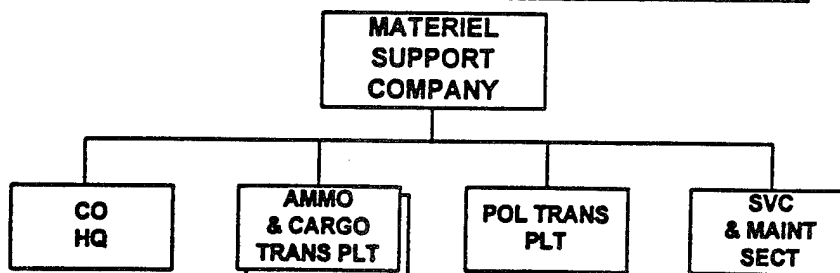 MATERIEL
SUPPORT
COMPANY
CO
HQ
AMMO
& CARGO
TRANS PLT
POL TRANS
PLT
SVC
& MAINT
SECT